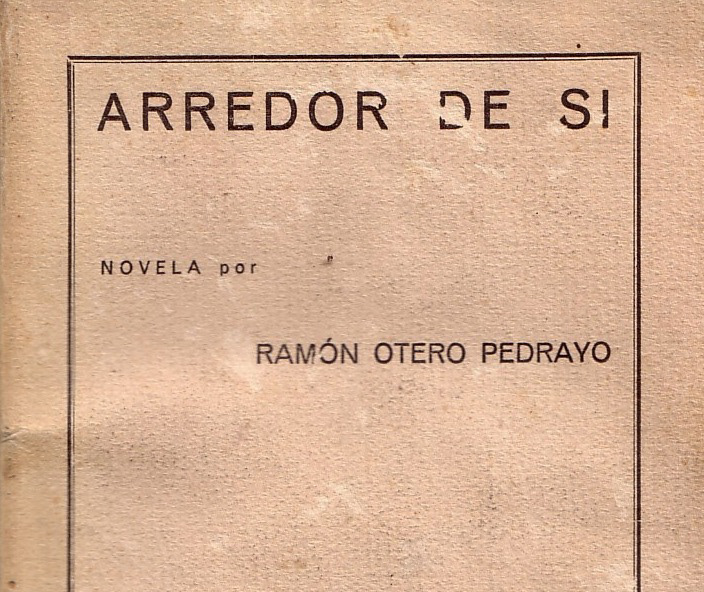 ARREDOR DE SI
NOVELA por
RAMÓN OTERO PEDRAYO